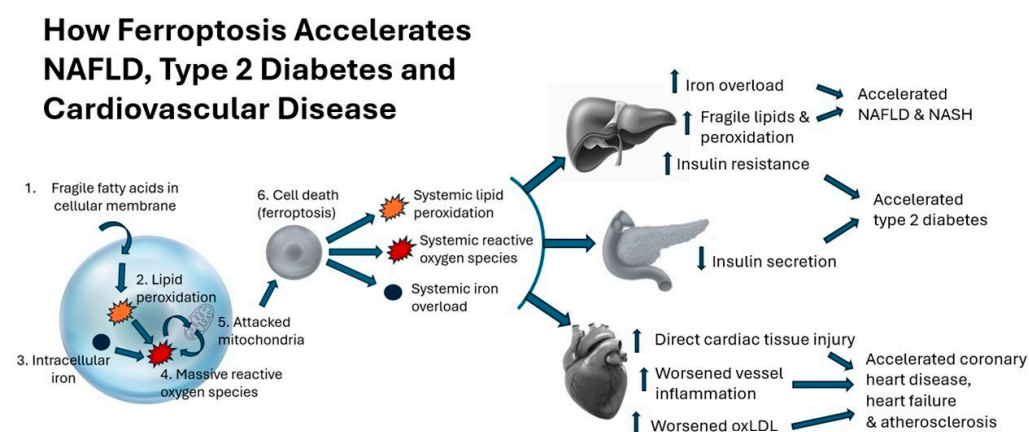 How Ferroptosis Accelerates
NAFLD, Type 2 Diabetes and
Cardiovascular Disease
1. Fragile fatty acids in
cellular membrane
2. Lipid
peroxidation
3. Intracellular
iron
4. Massive reactive
oxygen species
5. Attacked
mitochondria
6. Cell death
(ferroptosis)
Systemic lipid
peroxidation
Systemic reactive
oxygen species
Systemic iron
overload
Iron overload
Fragile lipids &
peroxidation
Insulin resistance
Accelerated
NAFLD & NASH
Insulin secretion
Accelerated
type 2 diabetes
Direct cardiac tissue injury
Worsened vessel
inflammation
Worsened oxLDL
Accelerated coronary
heart disease,
heart failure
& atherosclerosis